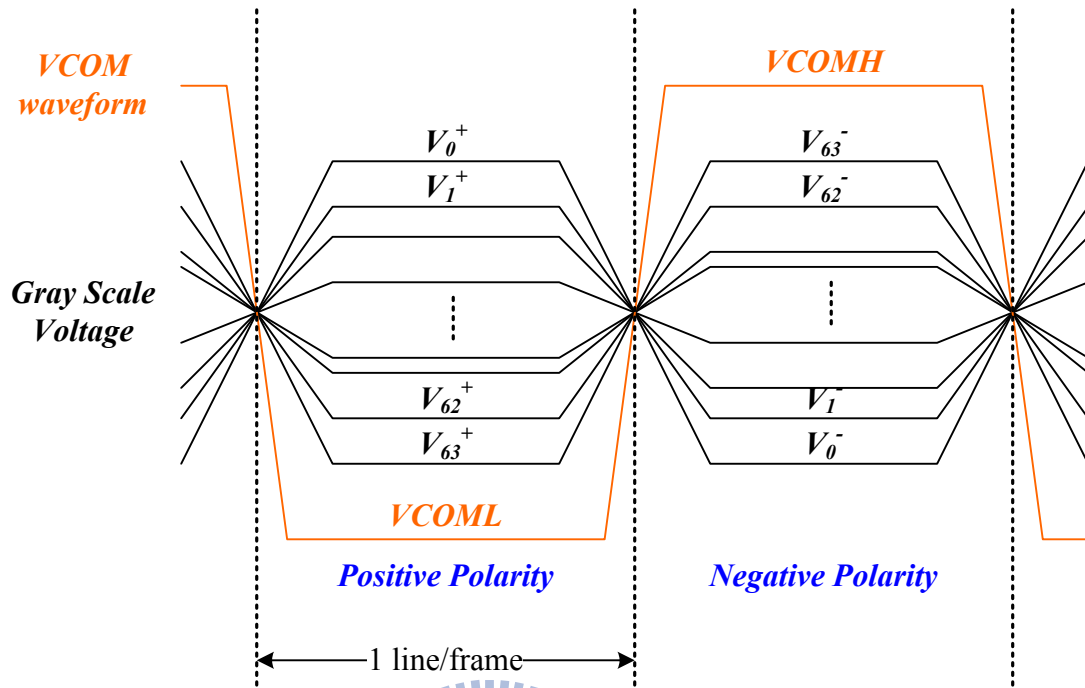 VCOM
waveform
VCOMH
V₀⁺
V₆₃⁻
V₁⁺
V₆₂⁻
Gray Scale
Voltage
V₆₂⁺
V₁⁻
V₆₃⁺
V₀⁻
VCOML
Positive Polarity
Negative Polarity
1 line/frame